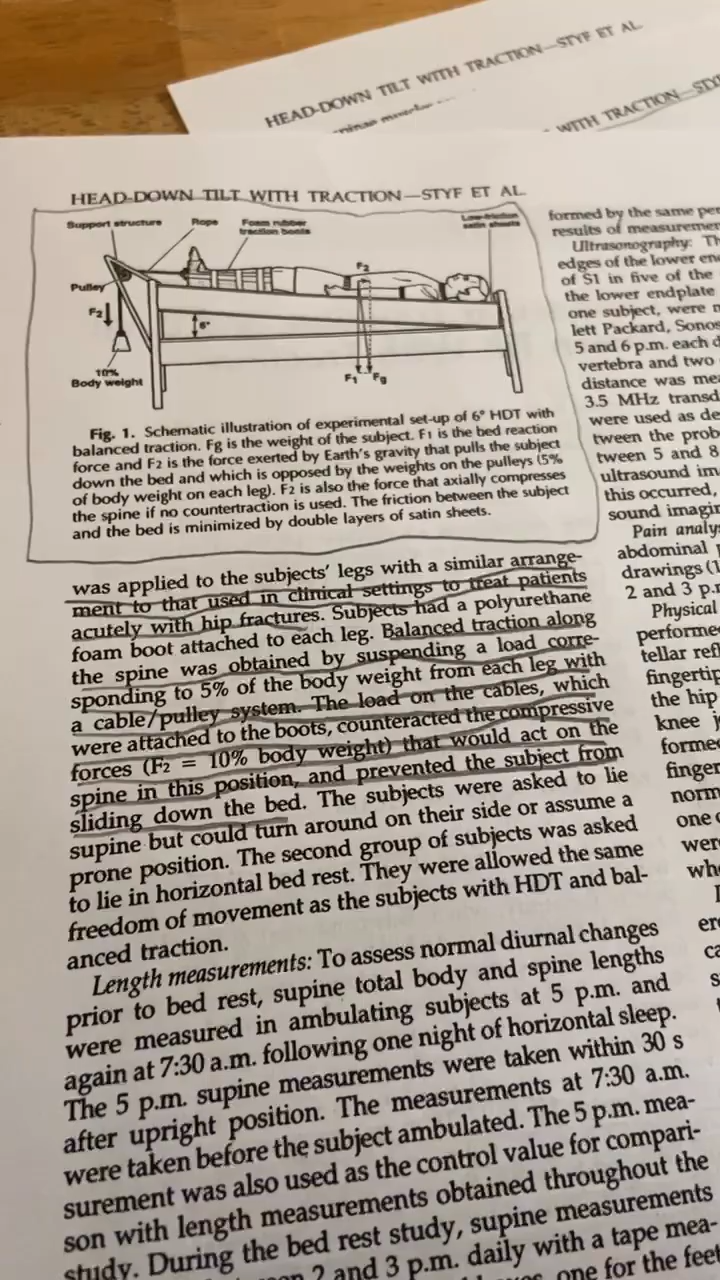 HEAD-DOWN TILT WITH TRACTION—STYF ET AL.
WITH TRACTION—
HEAD-DOWN TILT WITH TRACTION—STYF ET AL.
Support structure
Rope
Foam rubber
traction boots
Low-friction
satin sheets
Pulley
F2
F2
6°
10%
Body weight
F1
Fg
Fig. 1. Schematic illustration of experimental set-up of 6° HDT with
balanced traction. Fg is the weight of the subject. F1 is the bed reaction
force and F2 is the force exerted by Earth's gravity that pulls the subject
down the bed and which is opposed by the weights on the pulleys (5%
of body weight on each leg). F2 is also the force that axially compresses
the spine if no countertraction is used. The friction between the subject
and the bed is minimized by double layers of satin sheets.
was applied to the subjects' legs with a similar arrange-
ment to that used in clinical settings to treat patients
acutely with hip fractures. Subjects had a polyurethane
foam boot attached to each leg. Balanced traction along
the spine was obtained by suspending a load corre-
sponding to 5% of the body weight from each leg with
a cable/pulley system. The load on the cables, which
were attached to the boots, counteracted the compressive
forces (F2 = 10% body weight) that would act on the
spine in this position, and prevented the subject from
sliding down the bed. The subjects were asked to lie
supine but could turn around on their side or assume a
prone position. The second group of subjects was asked
to lie in horizontal bed rest. They were allowed the same
freedom of movement as the subjects with HDT and bal-
anced traction.
Length measurements: To assess normal diurnal changes
prior to bed rest, supine total body and spine lengths
were measured in ambulating subjects at 5 p.m. and
again at 7:30 a.m. following one night of horizontal sleep.
The 5 p.m. supine measurements were taken within 30 s
after upright position. The measurements at 7:30 a.m.
were taken before the subject ambulated. The 5 p.m. mea-
surement was also used as the control value for compari-
son with length measurements obtained throughout the
study. During the bed rest study, supine measurements
2 and 3 p.m. daily with a tape mea-
one for the feet
formed by the same
results of
Ultrasonography:
edges of the lower
of S1 in five of the
the lower endplate
one subject, were
lett Packard,
5 and 6 p.m. each
vertebra and two
distance was
3.5 MHz
were used as
tween the
tween 5 and 8
ultrasound
this occurred,
sound
Pain
abdominal
drawings
2 and 3
Physical
performed
tellar
the hip
knee